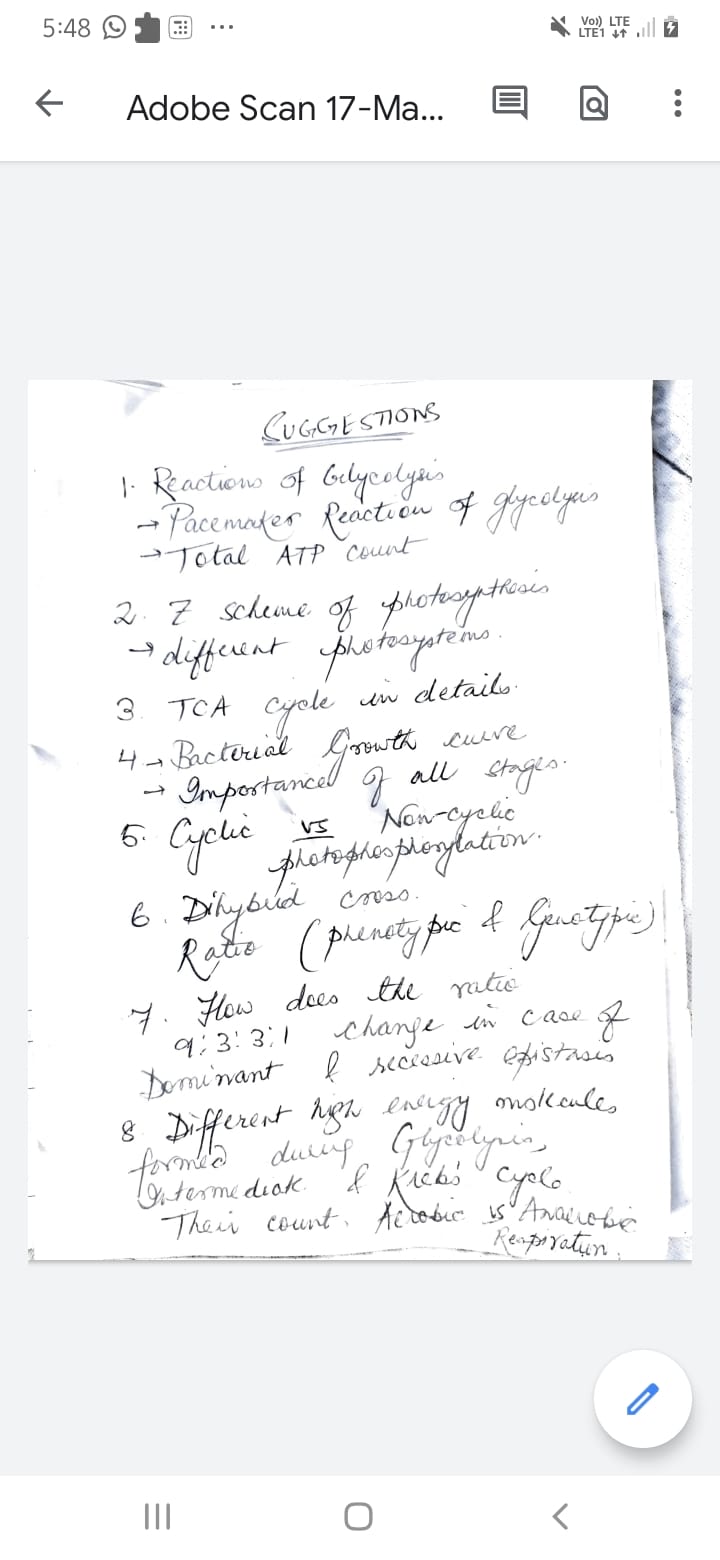 5:48 ...
Vo)) LTE
LTE1 ↓↑
Adobe Scan 17-Ma...
SUGGESTIONS
1. Reactions of Gelycolysis
→ Pacemaker Reaction of glycolysis
→ Total ATP Count
2. Z scheme of photosynthesis
→ different photosystems.
3. TCA cycle in details.
4 → Bacterial Growth curve
→ Importance of all stages.
5. Cyclic vs Non-cyclic
photophosphorylation.
6. Dihybrid cross.
Ratio (phenotypic & Genotypic)
7. How does the ratio
9:3:3:1 change in case of
Dominant & recessive epistasis
8. Different high energy molecules
formed during Glycolysis,
Intermediate & Krebs' cycle
Their count. Aerobic vs Anaerobic
Respiration.